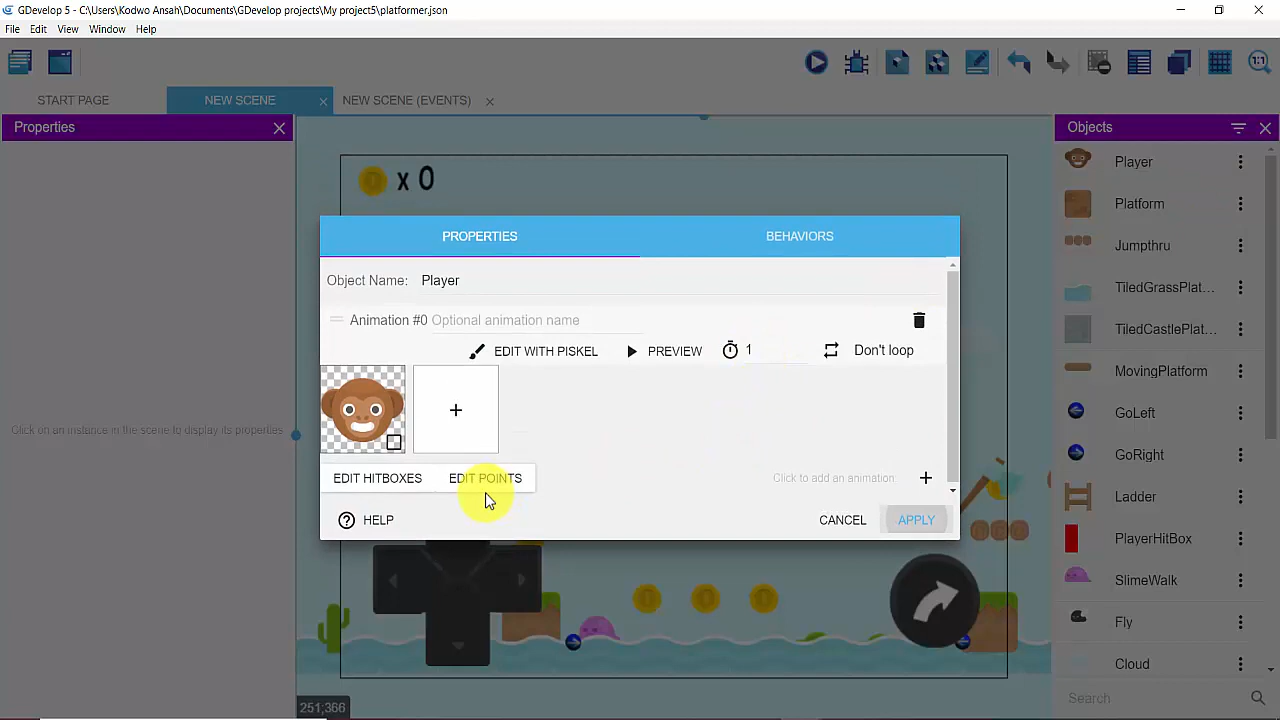 GDevelop 5 - C:\Users\Kodwo Ansah\Documents\GDevelop projects\My project5\platformer.json
File Edit View Window Help
START PAGE NEW SCENE NEW SCENE (EVENTS)
Properties
Objects
Click on an instance in the scene to display its properties
x 0
PROPERTIES BEHAVIORS
Object Name: Player
Animation #0 Optional animation name
EDIT WITH PISKEL PREVIEW 1 Don't loop
+
EDIT HITBOXES EDIT POINTS Click to add an animation: +
HELP CANCEL APPLY
Player
Platform
Jumpthru
TiledGrassPlat...
TiledCastlePlat...
MovingPlatform
GoLeft
GoRight
Ladder
PlayerHitBox
SlimeWalk
Fly
Cloud
Search
251;366
1:1